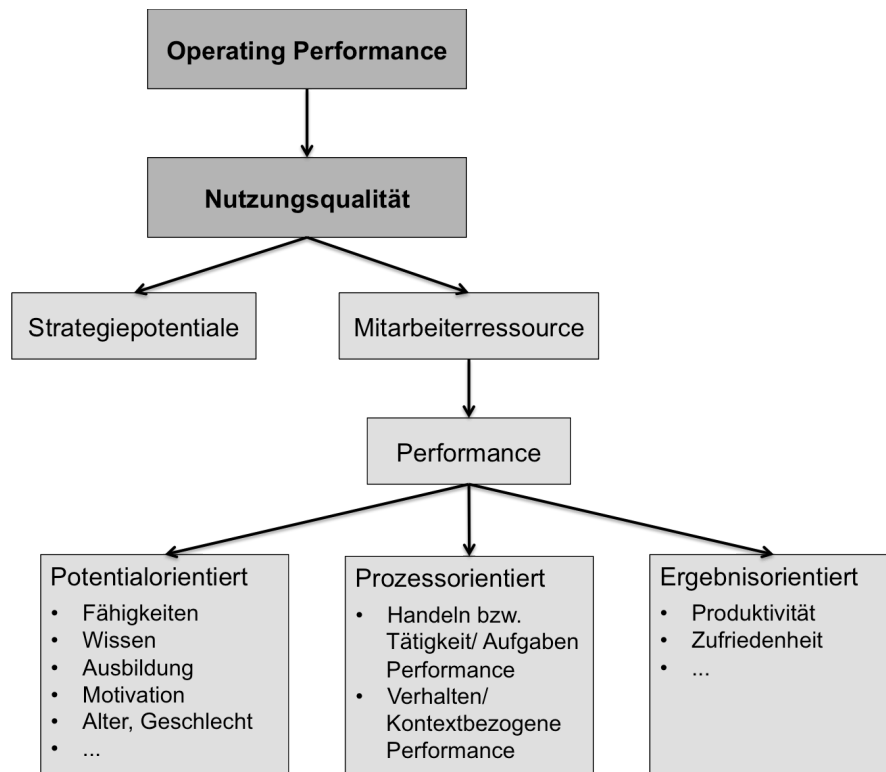 Operating Performance
Nutzungsqualität
Strategiepotentiale
Mitarbeiterressource
Performance
Potentialorientiert
• Fähigkeiten
• Wissen
• Ausbildung
• Motivation
• Alter, Geschlecht
• ...
Prozessorientiert
• Handeln bzw.
Tätigkeit/ Aufgaben
Performance
• Verhalten/
Kontextbezogene
Performance
Ergebnisorientiert
• Produktivität
• Zufriedenheit
• ...